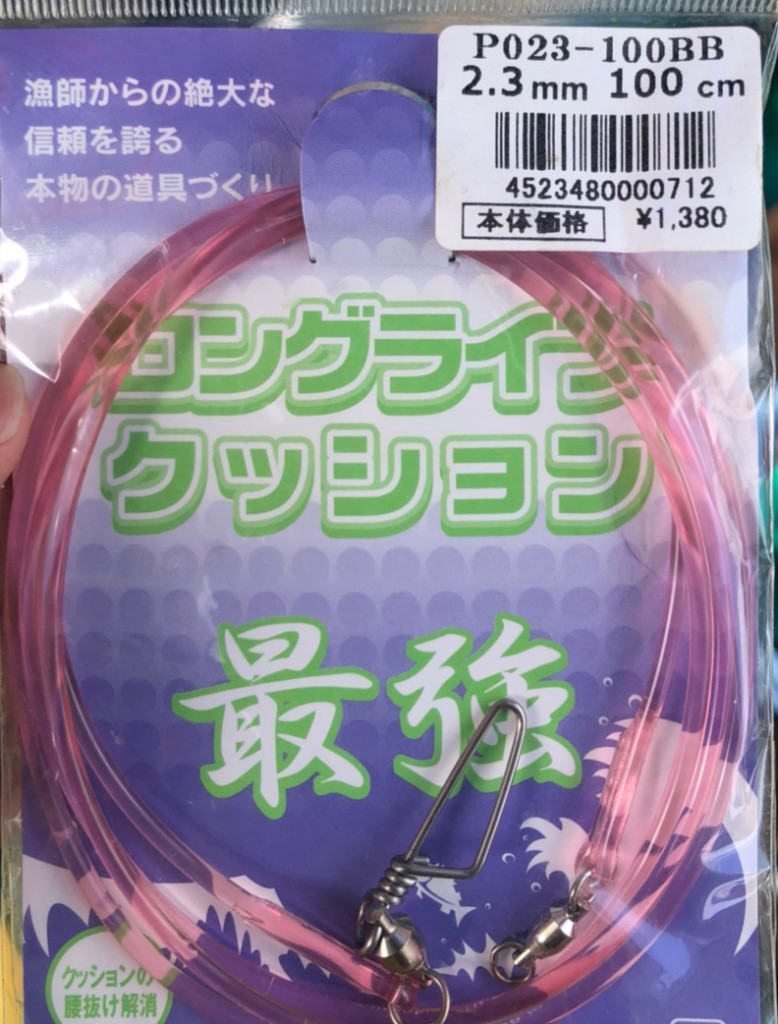 P023-100BB
2.3mm 100cm
4523480000712
本体価格 ¥1,380
漁師からの絶大な
信頼を誇る
本物の道具づくり
ロングライフ
クッション
最強
クッションの
腰抜け解消